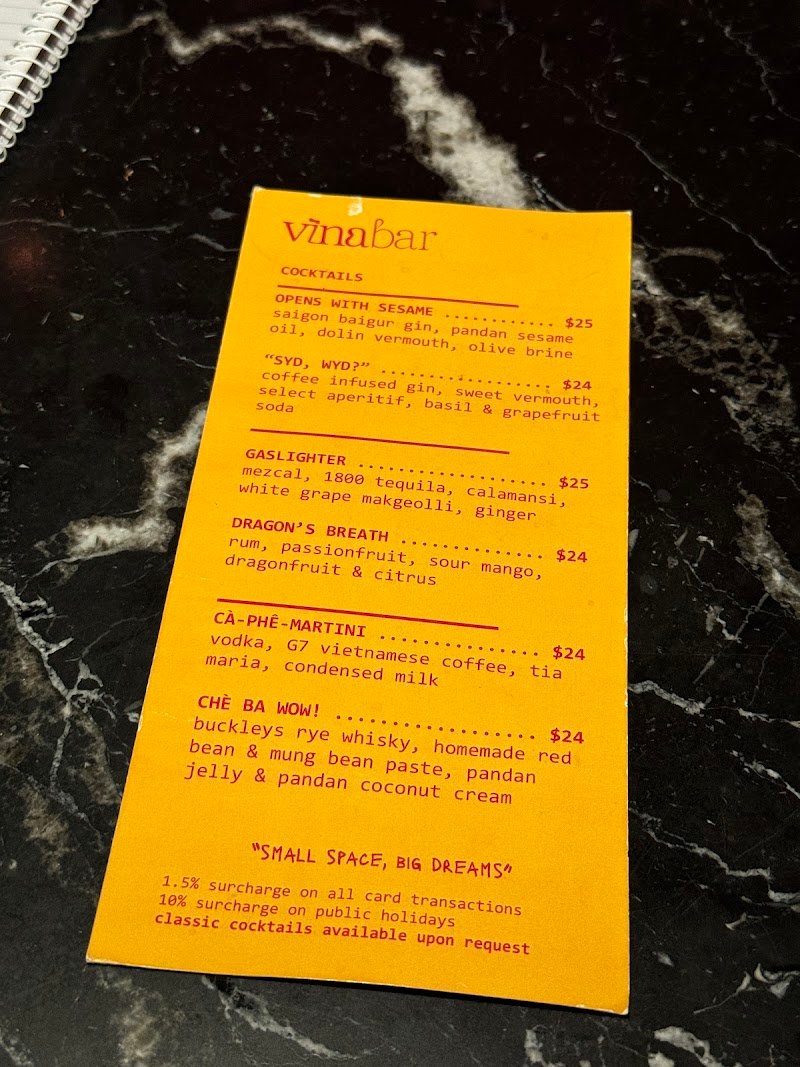 vìnabar
COCKTAILS
OPENS WITH SESAME ............ $25
saigon baigur gin, pandan sesame
oil, dolin vermouth, olive brine
"SYD, WYD?" .................. $24
coffee infused gin, sweet vermouth,
select aperitif, basil & grapefruit
soda
GASLIGHTER ................... $25
mezcal, 1800 tequila, calamansi,
white grape makgeolli, ginger
DRAGON'S BREATH .............. $24
rum, passionfruit, sour mango,
dragonfruit & citrus
CÀ-PHÊ-MARTINI ............... $24
vodka, G7 vietnamese coffee, tia
maria, condensed milk
CHÈ BA WOW! .................. $24
buckleys rye whisky, homemade red
bean & mung bean paste, pandan
jelly & pandan coconut cream
"SMALL SPACE, BIG DREAMS"
1.5% surcharge on all card transactions
10% surcharge on public holidays
classic cocktails available upon request